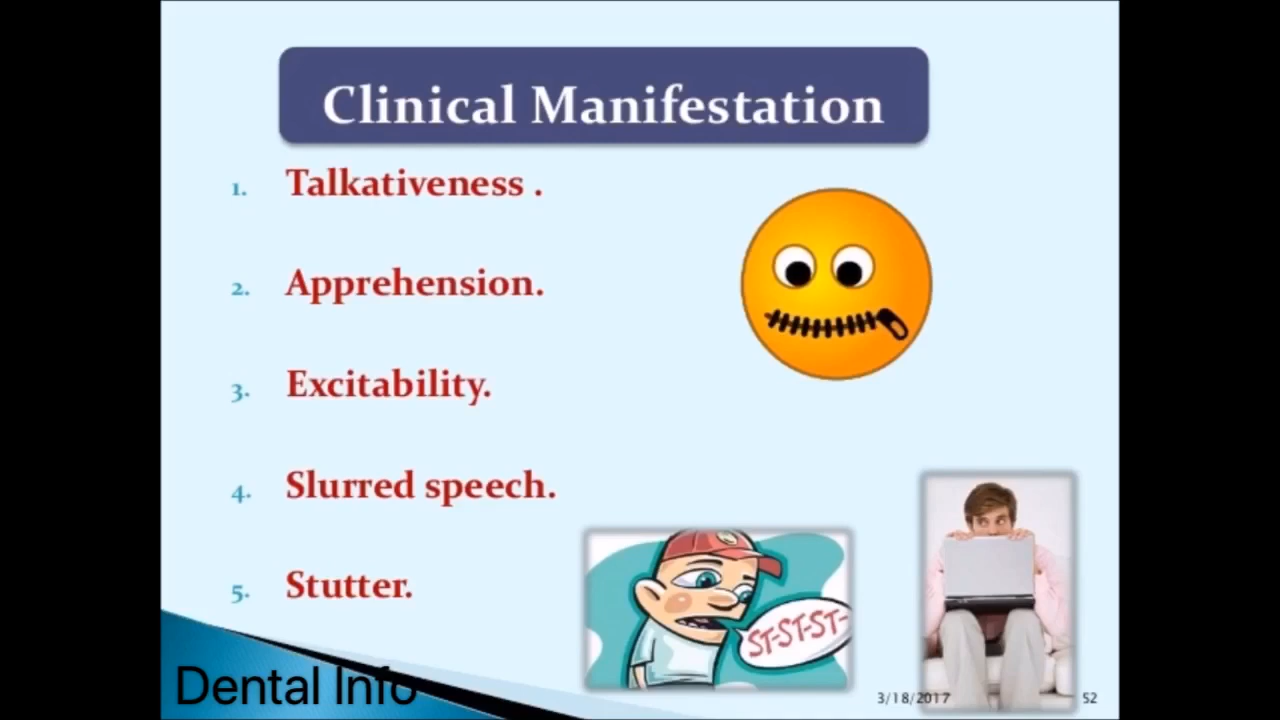 Clinical Manifestation
1. Talkativeness .
2. Apprehension.
3. Excitability.
4. Slurred speech.
5. Stutter.
ST-ST-ST-
Dental Info
3/18/2017
52